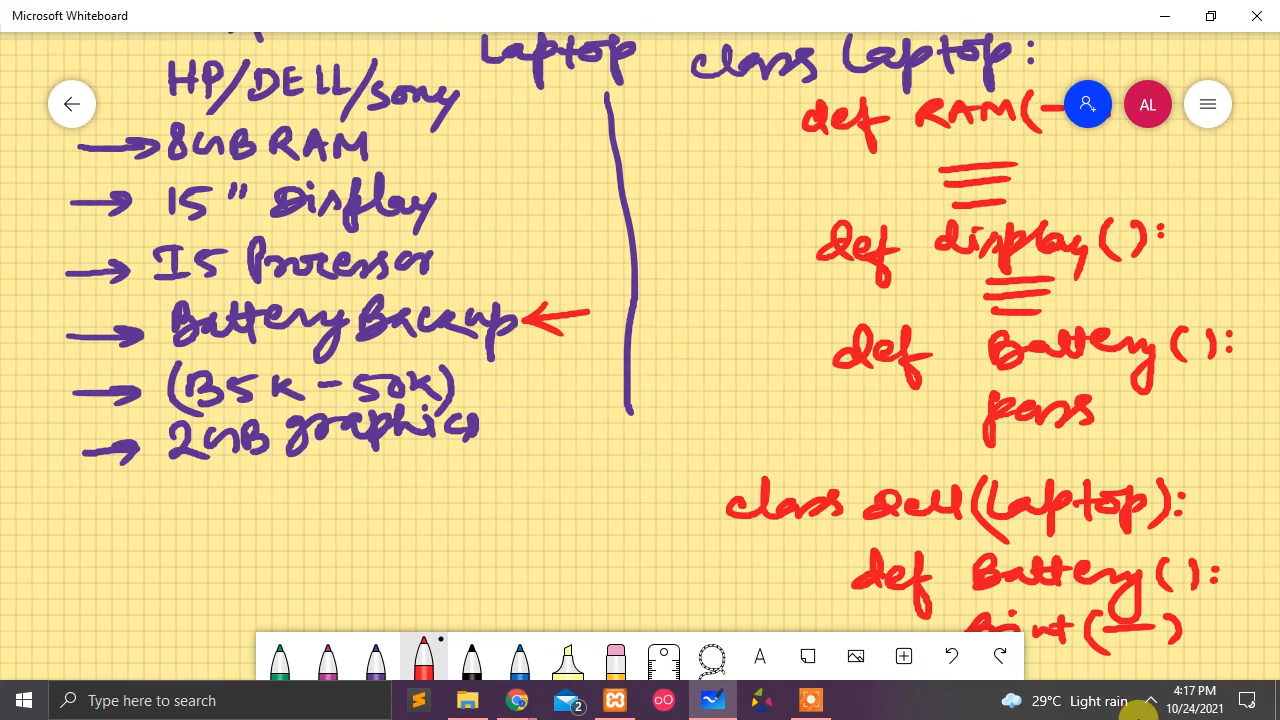 Microsoft Whiteboard
Laptop
HP/DELL/Sony
8GB RAM
15" Display
I5 Processor
Battery Backup
(35K - 50K)
2GB graphics
class Laptop:
def RAM(
def display():
def Battery():
pass
class dell(Laptop):
def Battery():
print( )
AL
A
Type here to search
2
29°C Light rain
4:17 PM
10/24/2021